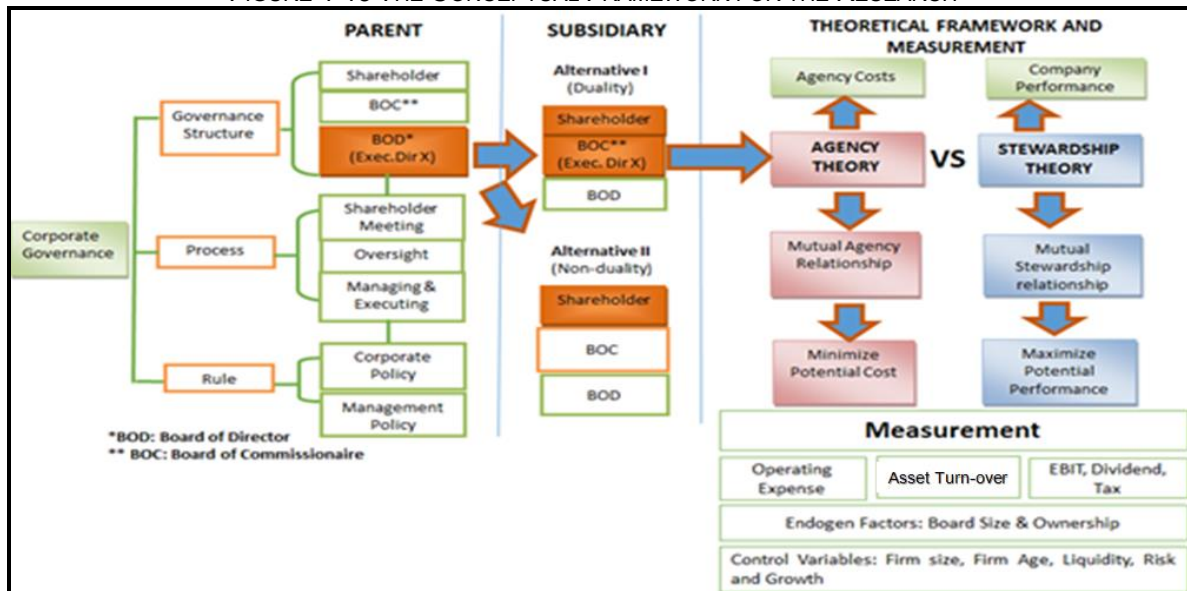 PARENT
SUBSIDIARY
THEORETICAL FRAMEWORK AND
MEASUREMENT
Corporate
Governance
Governance
Structure
Process
Rule
Shareholder
BOC**
BOD*
(Exec.Dir X)
Shareholder
Meeting
Oversight
Managing &
Executing
Corporate
Policy
Management
Policy
*BOD: Board of Director
** BOC: Board of Commissionaire
Alternative I
(Duality)
Shareholder
BOC**
(Exec. Dir X)
BOD
Alternative II
(Non-duality)
Shareholder
BOC
BOD
Agency Costs
Company
Performance
AGENCY
THEORY
VS
STEWARDSHIP
THEORY
Mutual Agency
Relationship
Mutual
Stewardship
relationship
Minimize
Potential Cost
Maximize
Potential
Performance
Measurement
Operating
Expense
Asset Turn-over
EBIT, Dividend,
Tax
Endogen Factors: Board Size & Ownership
Control Variables: Firm size, Firm Age, Liquidity, Risk
and Growth